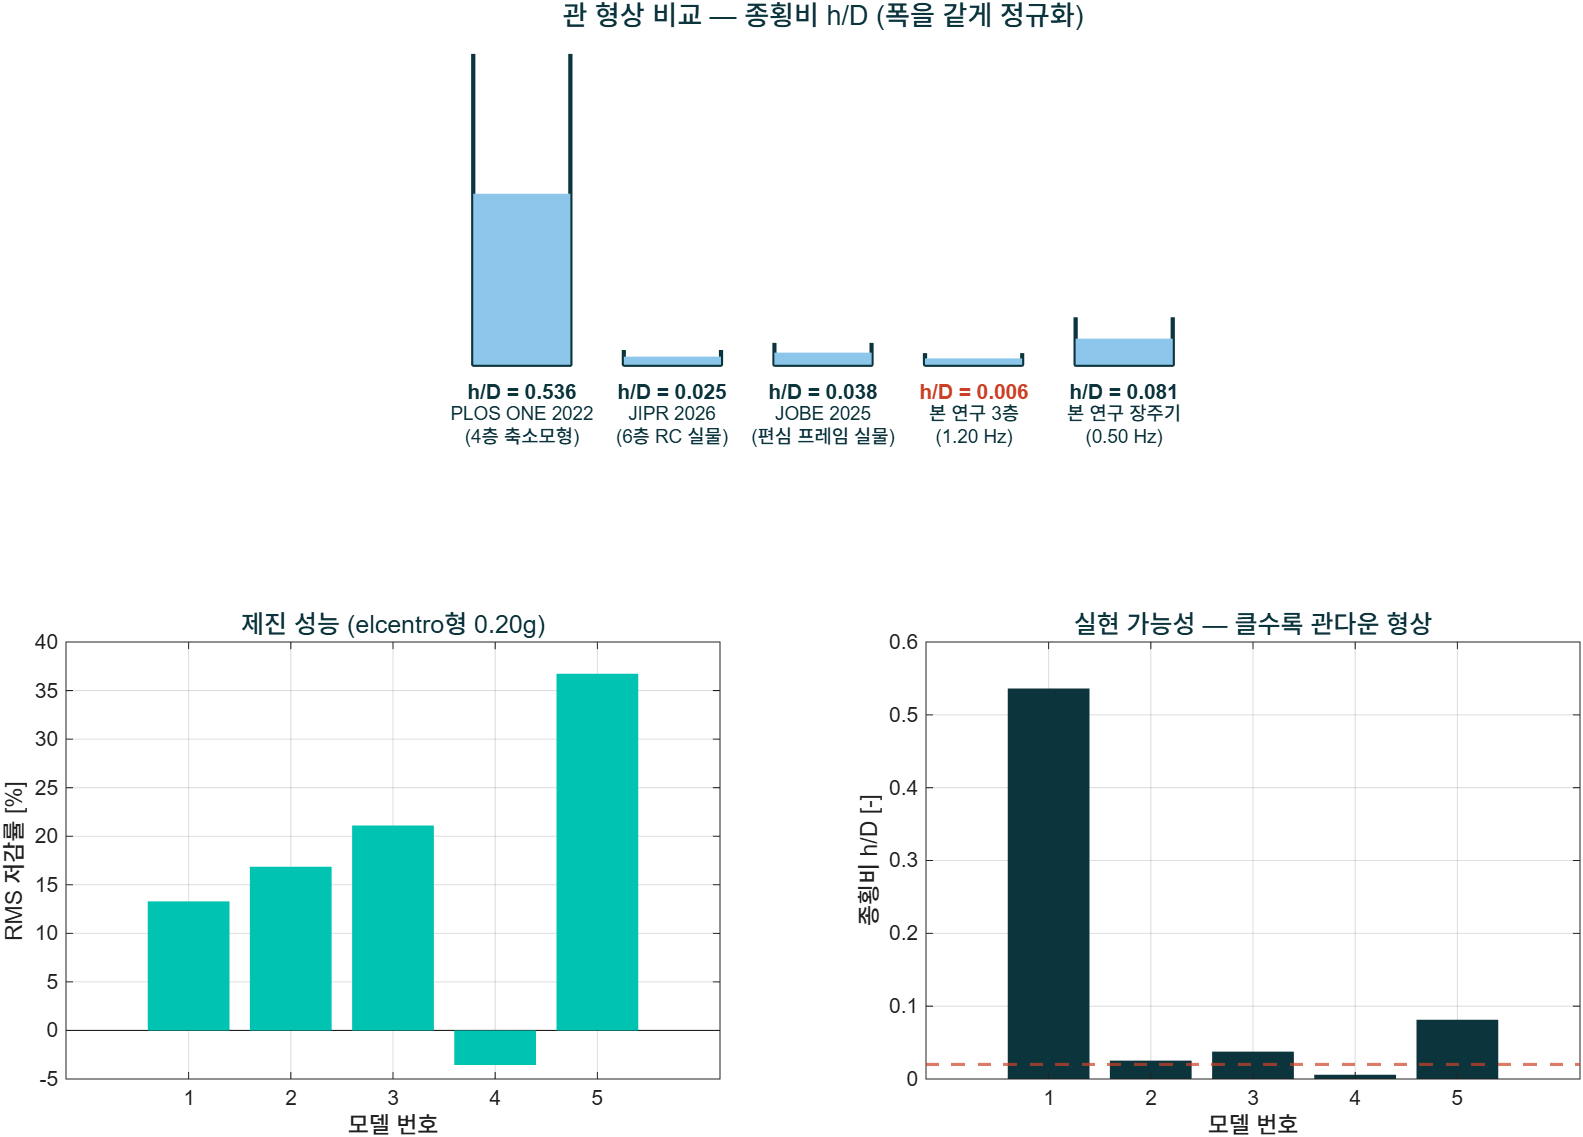 관 형상 비교 — 종횡비 h/D (폭을 같게 정규화)
h/D = 0.536
PLOS ONE 2022
(4층 축소모형)
h/D = 0.025
JIPR 2026
(6층 RC 실물)
h/D = 0.038
JOBE 2025
(편심 프레임 실물)
h/D = 0.006
본 연구 3층
(1.20 Hz)
h/D = 0.081
본 연구 장주기
(0.50 Hz)
제진 성능 (elcentro형 0.20g)
RMS 저감률 [%]
40
35
30
25
20
15
10
5
0
-5
1 2 3 4 5
모델 번호
실현 가능성 — 클수록 관다운 형상
종횡비 h/D [-]
0.6
0.5
0.4
0.3
0.2
0.1
0
1 2 3 4 5
모델 번호